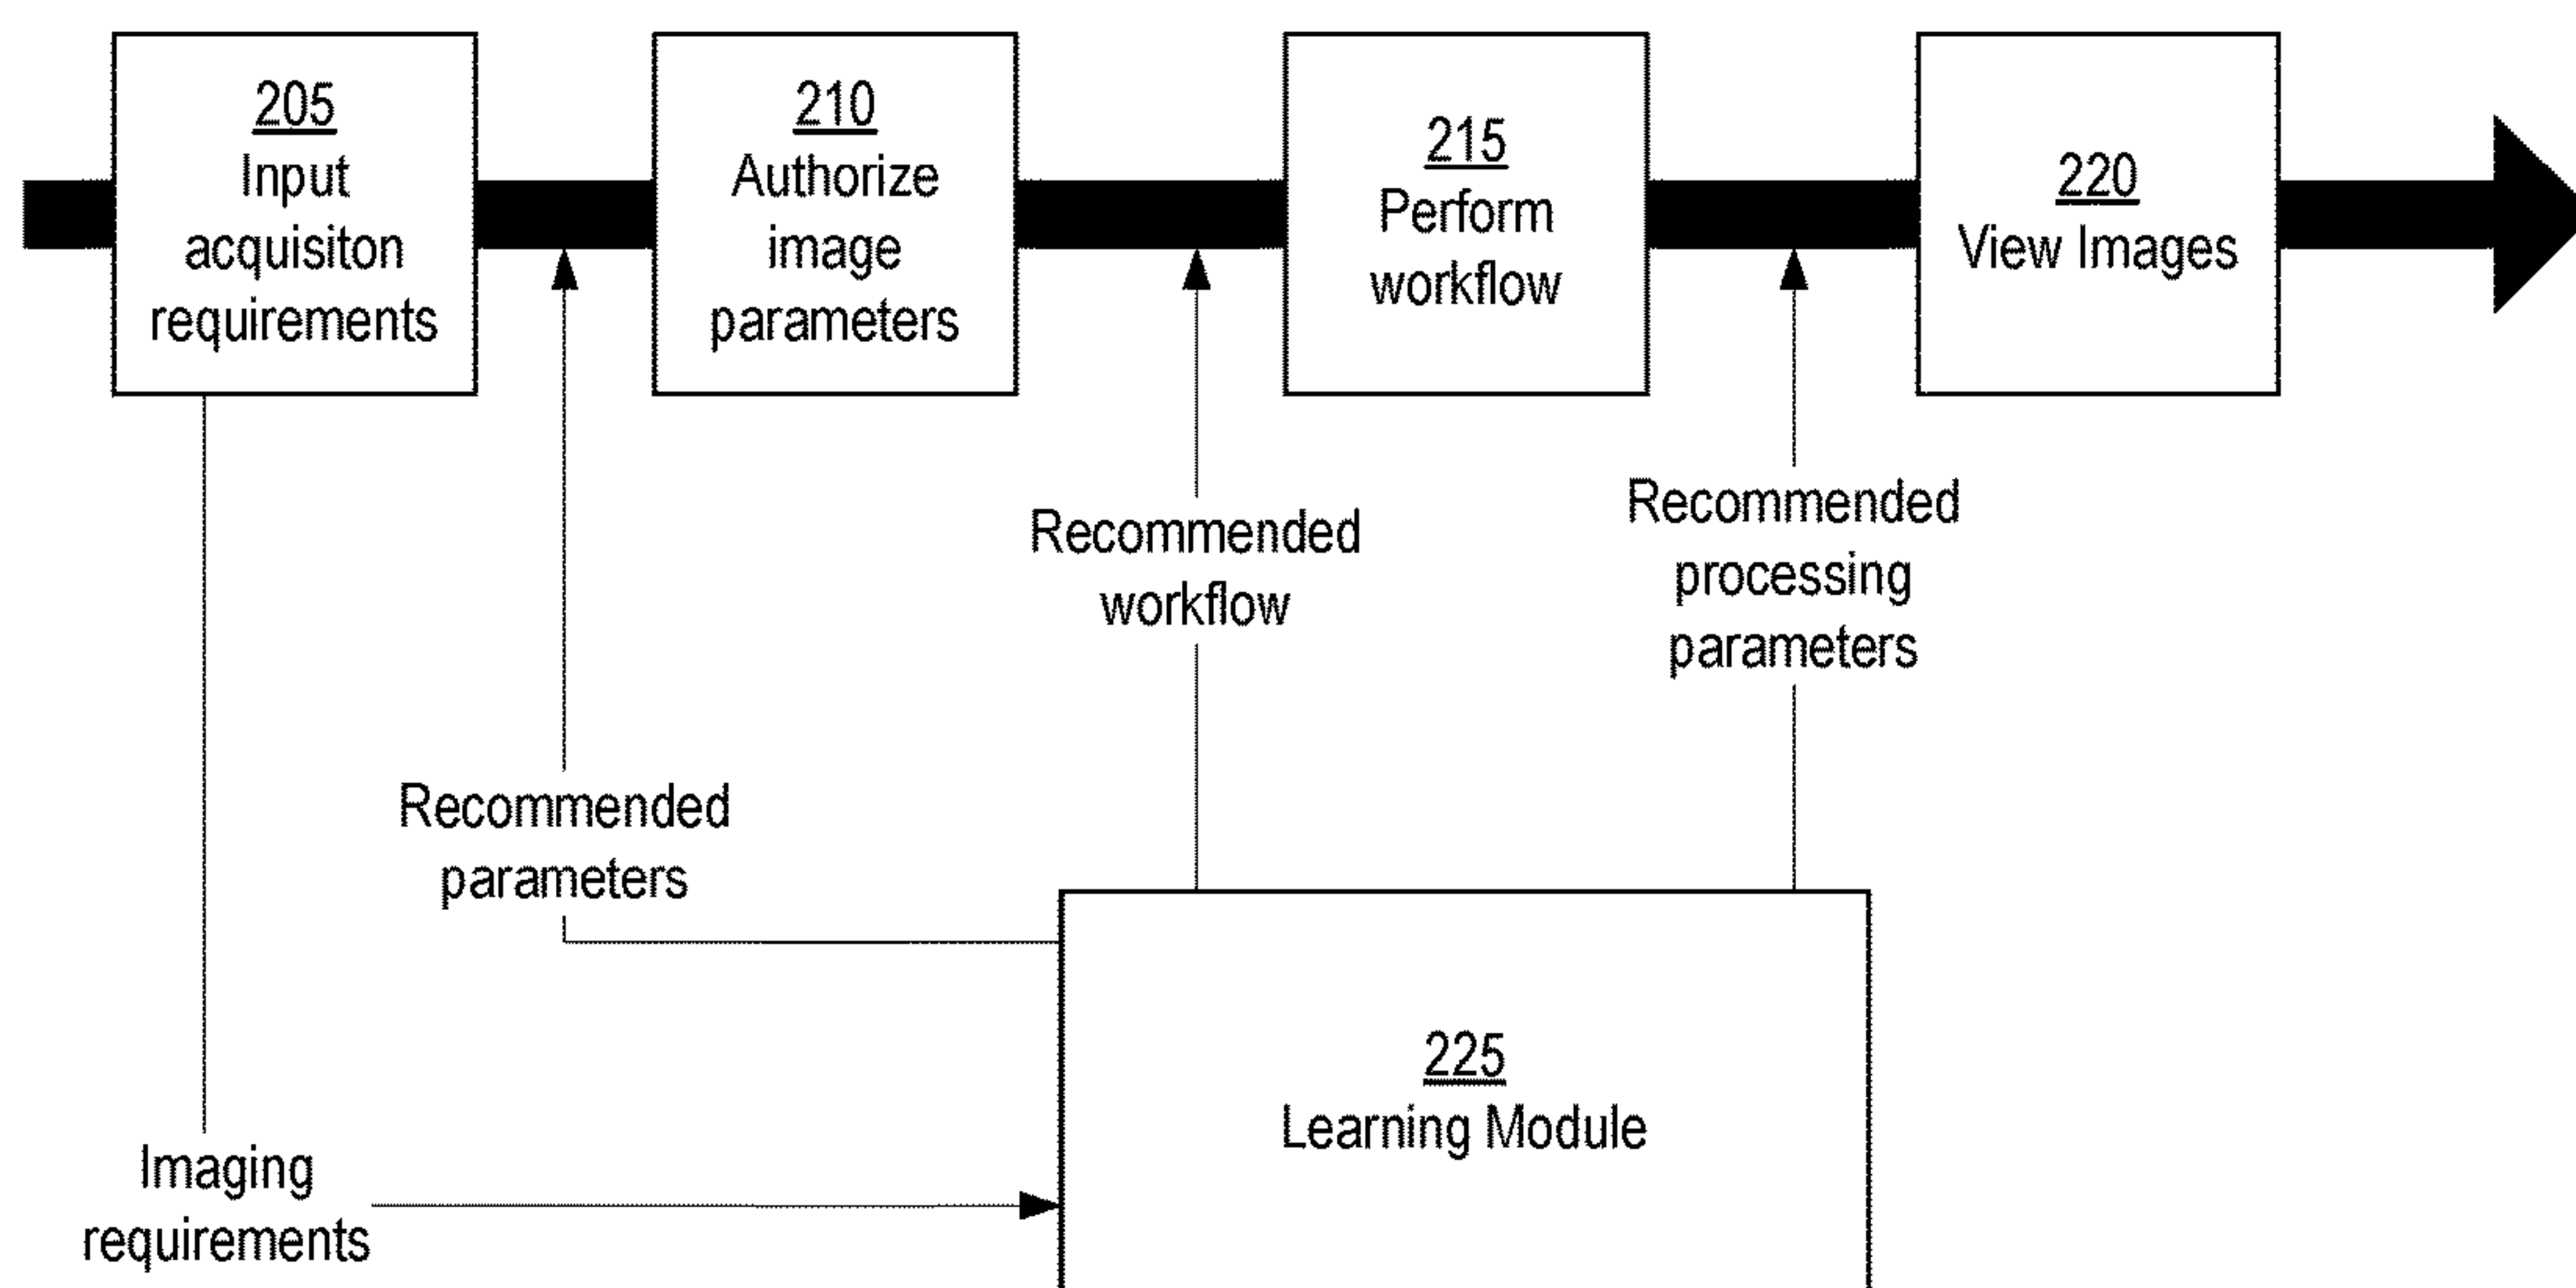 205
Input
acquisiton
requirements
210
Authorize
image
parameters
215
Perform
workflow
220
View Images
Recommended
parameters
Recommended
workflow
Recommended
processing
parameters
Imaging
requirements
225
Learning Module